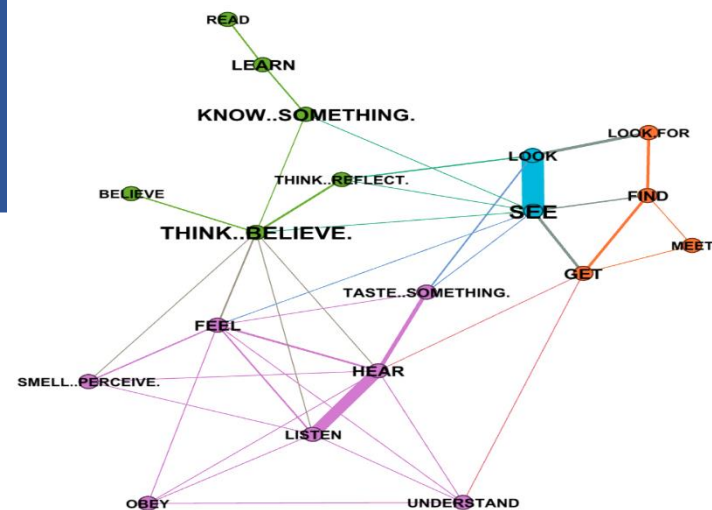 READ
LEARN
KNOW..SOMETHING.
LOOK.FOR
LOOK
THINK..REFLECT.
BELIEVE
FIND
SEE
THINK..BELIEVE.
MEET
GET
TASTE..SOMETHING.
FEEL
HEAR
SMELL..PERCEIVE.
LISTEN
OBEY
UNDERSTAND